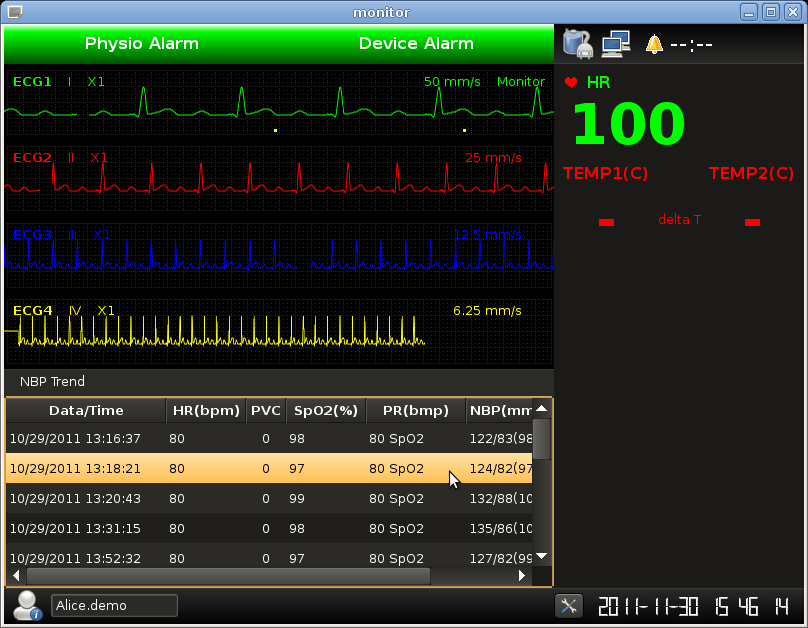 monitor
Physio Alarm Device Alarm --:--
ECG1 I X1 50 mm/s Monitor
HR
100
ECG2 II X1 25 mm/s
TEMP1(C) TEMP2(C)
- delta T -
ECG3 I X1 12.5 mm/s
ECG4 IV X1 6.25 mm/s
NBP Trend
Data/Time HR(bpm) PVC SpO2(%) PR(bmp) NBP(mm
10/29/2011 13:16:37 80 0 98 80 SpO2 122/83(98
10/29/2011 13:18:21 80 0 97 80 SpO2 124/82(97
10/29/2011 13:20:43 80 0 99 80 SpO2 132/88(10
10/29/2011 13:31:15 80 0 98 80 SpO2 135/86(10
10/29/2011 13:52:32 80 0 97 80 SpO2 127/82(99
Alice.demo 2011-11-30 15 46 14